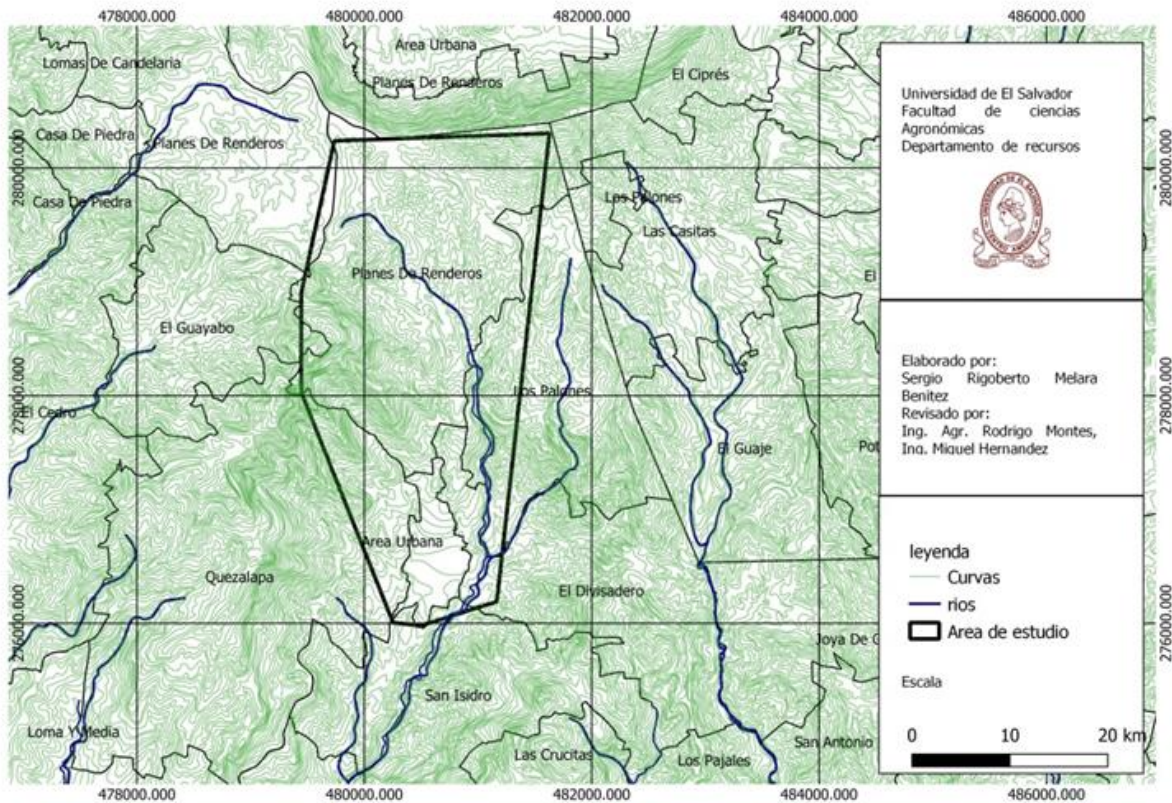 478000.000 480000.000 482000.000 484000.000 486000.000
Area Urbana
Lomas De Candelaria
Planes De Renderos
El Ciprés
Casa De Piedra
Planes De Renderos
280000.000
280000.000
Casa De Piedra
Los Palones
Las Casitas
Planes De Renderos
El
El Guayabo
Los Palones
278000.000
278000.000
El Cedro
El Guaje
Pot
Area Urbana
Quezalapa
El Divisadero
276000.000
276000.000
Joya De C
San Isidro
Loma Y Media
Las Crucitas
Los Pajales
San Antonio
478000.000 480000.000 482000.000 484000.000 486000.000
Universidad de El Salvador
Facultad de ciencias
Agronómicas
Departamento de recursos
Elaborado por:
Sergio Rigoberto Melara
Benitez
Revisado por:
Ing. Agr. Rodrigo Montes,
Ing. Miguel Hernandez
leyenda
Curvas
rios
Area de estudio
Escala
0 10 20 km